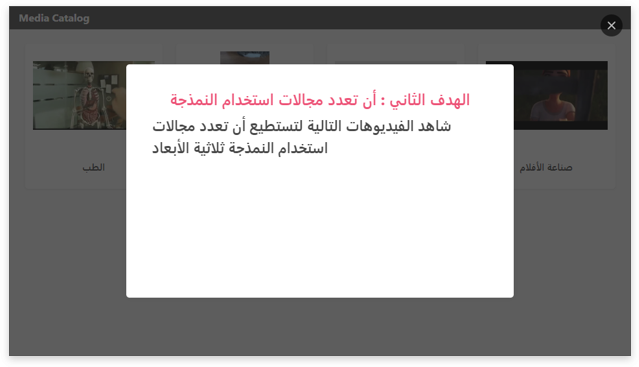 Media Catalog
الهدف الثاني : أن تعدد مجالات استخدام النمذجة
شاهد الفيديوهات التالية لتستطيع أن تعدد مجالات
استخدام النمذجة ثلاثية الأبعاد
الطب
صناعة الأفلام